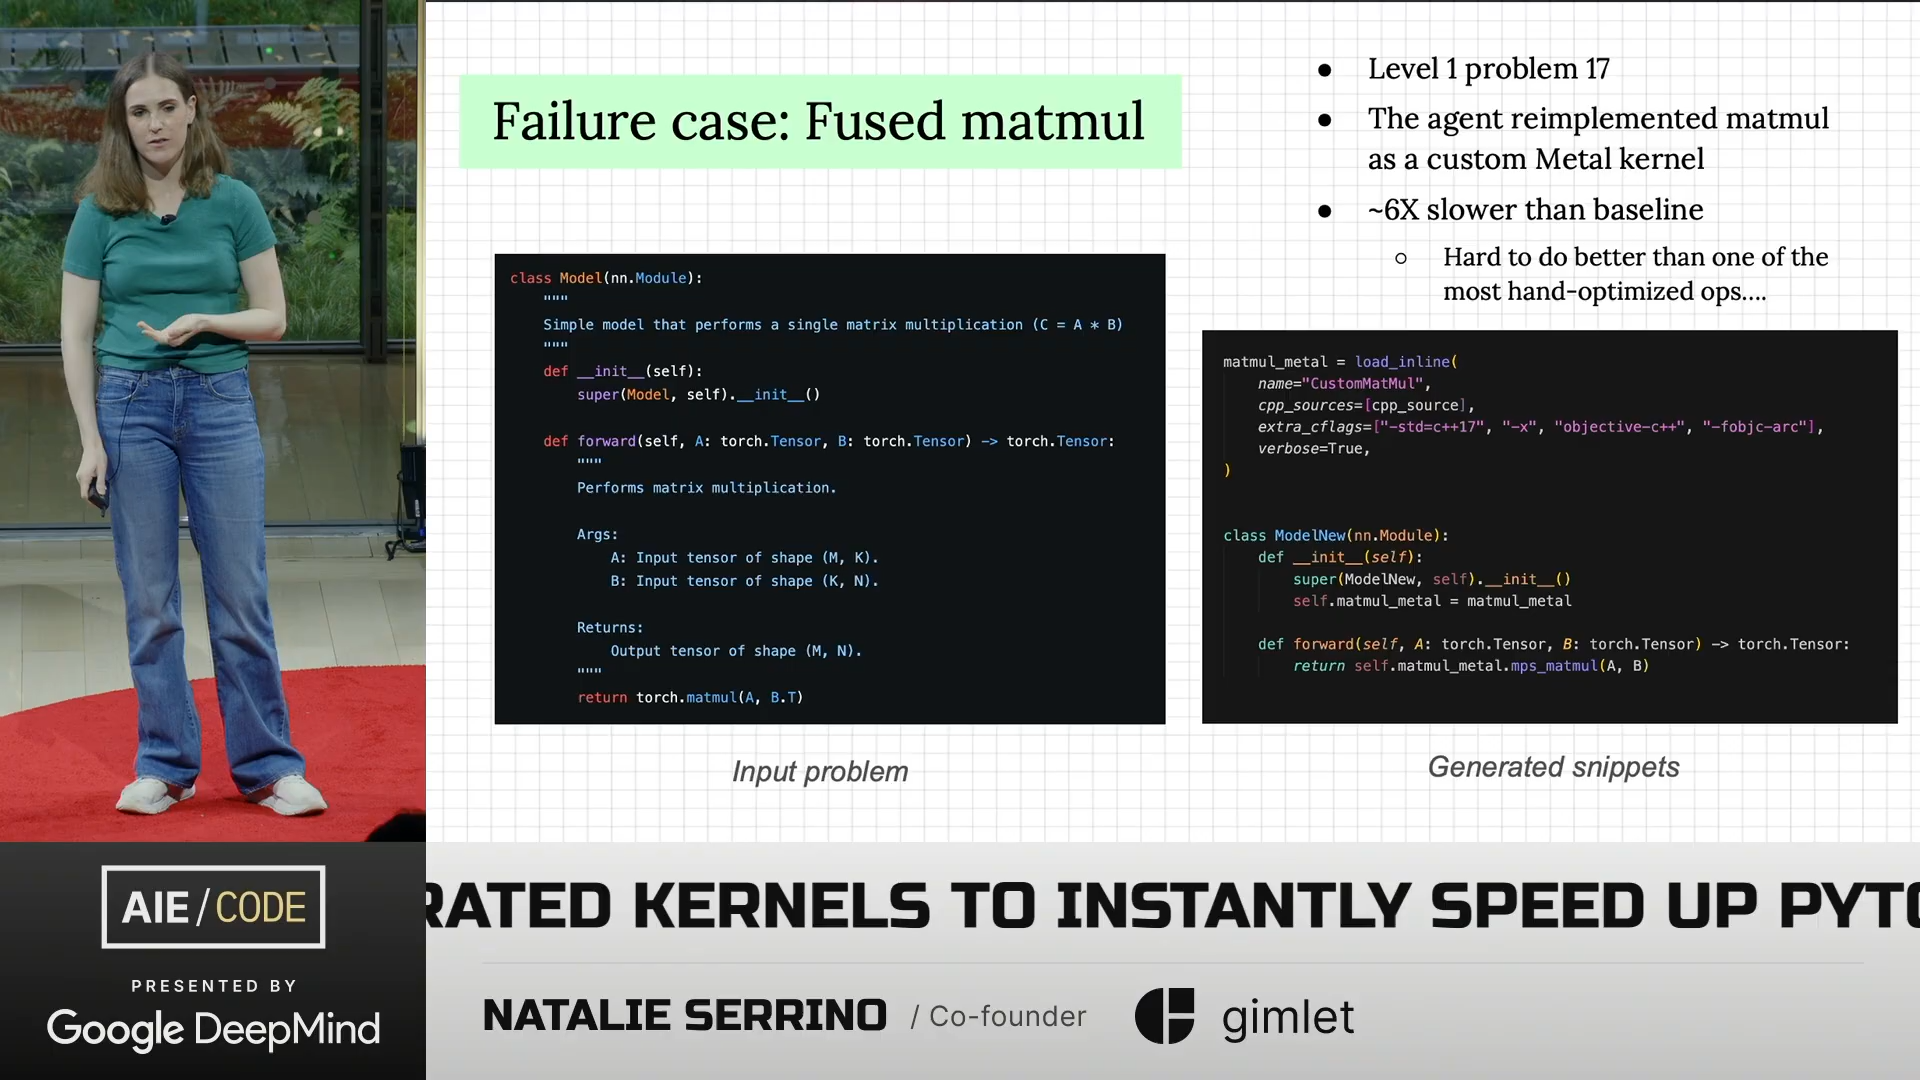 Failure case: Fused matmul
● Level 1 problem 17
● The agent reimplemented matmul
as a custom Metal kernel
● ~6X slower than baseline
○ Hard to do better than one of the
most hand-optimized ops....
class Model(nn.Module):
"""
Simple model that performs a single matrix multiplication (C = A * B)
"""
def __init__(self):
super(Model, self).__init__()
def forward(self, A: torch.Tensor, B: torch.Tensor) -> torch.Tensor:
"""
Performs matrix multiplication.
Args:
A: Input tensor of shape (M, K).
B: Input tensor of shape (K, N).
Returns:
Output tensor of shape (M, N).
"""
return torch.matmul(A, B.T)
Input problem
matmul_metal = load_inline(
name="CustomMatMul",
cpp_sources=[cpp_source],
extra_cflags=["-std=c++17", "-x", "objective-c++", "-fobjc-arc"],
verbose=True,
)
class ModelNew(nn.Module):
def __init__(self):
super(ModelNew, self).__init__()
self.matmul_metal = matmul_metal
def forward(self, A: torch.Tensor, B: torch.Tensor) -> torch.Tensor:
return self.matmul_metal.mps_matmul(A, B)
Generated snippets
AIE/CODE
PRESENTED BY
Google DeepMind
RATED KERNELS TO INSTANTLY SPEED UP PYTO
NATALIE SERRINO / Co-founder
gimlet